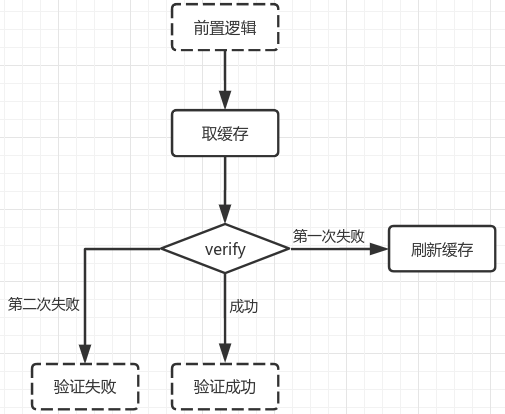 前置逻辑
取缓存
verify
第一次失败
刷新缓存
第二次失败
成功
验证失败
验证成功